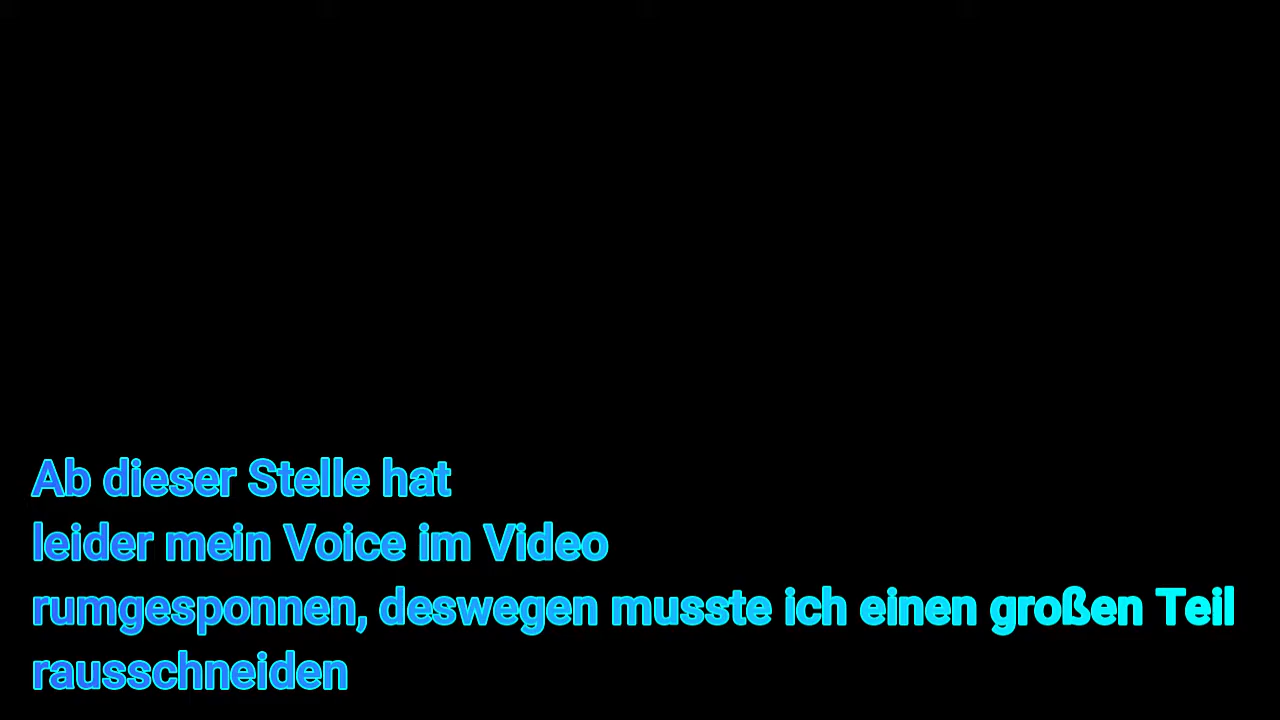 Ab dieser Stelle hat
leider mein Voice im Video
rumgesponnen, deswegen musste ich einen großen Teil
rausschneiden